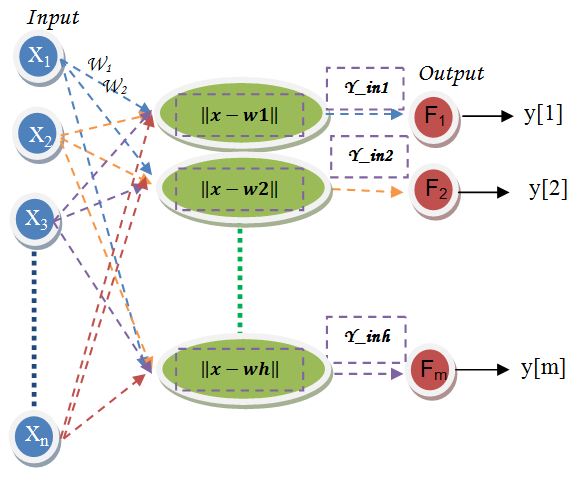 Input
X1
W1
W2
X2
X3
Xn
‖x − w1‖
‖x − w2‖
‖x − wh‖
Y_in1
Y_in2
Y_inh
Output
F1
F2
Fm
y[1]
y[2]
y[m]